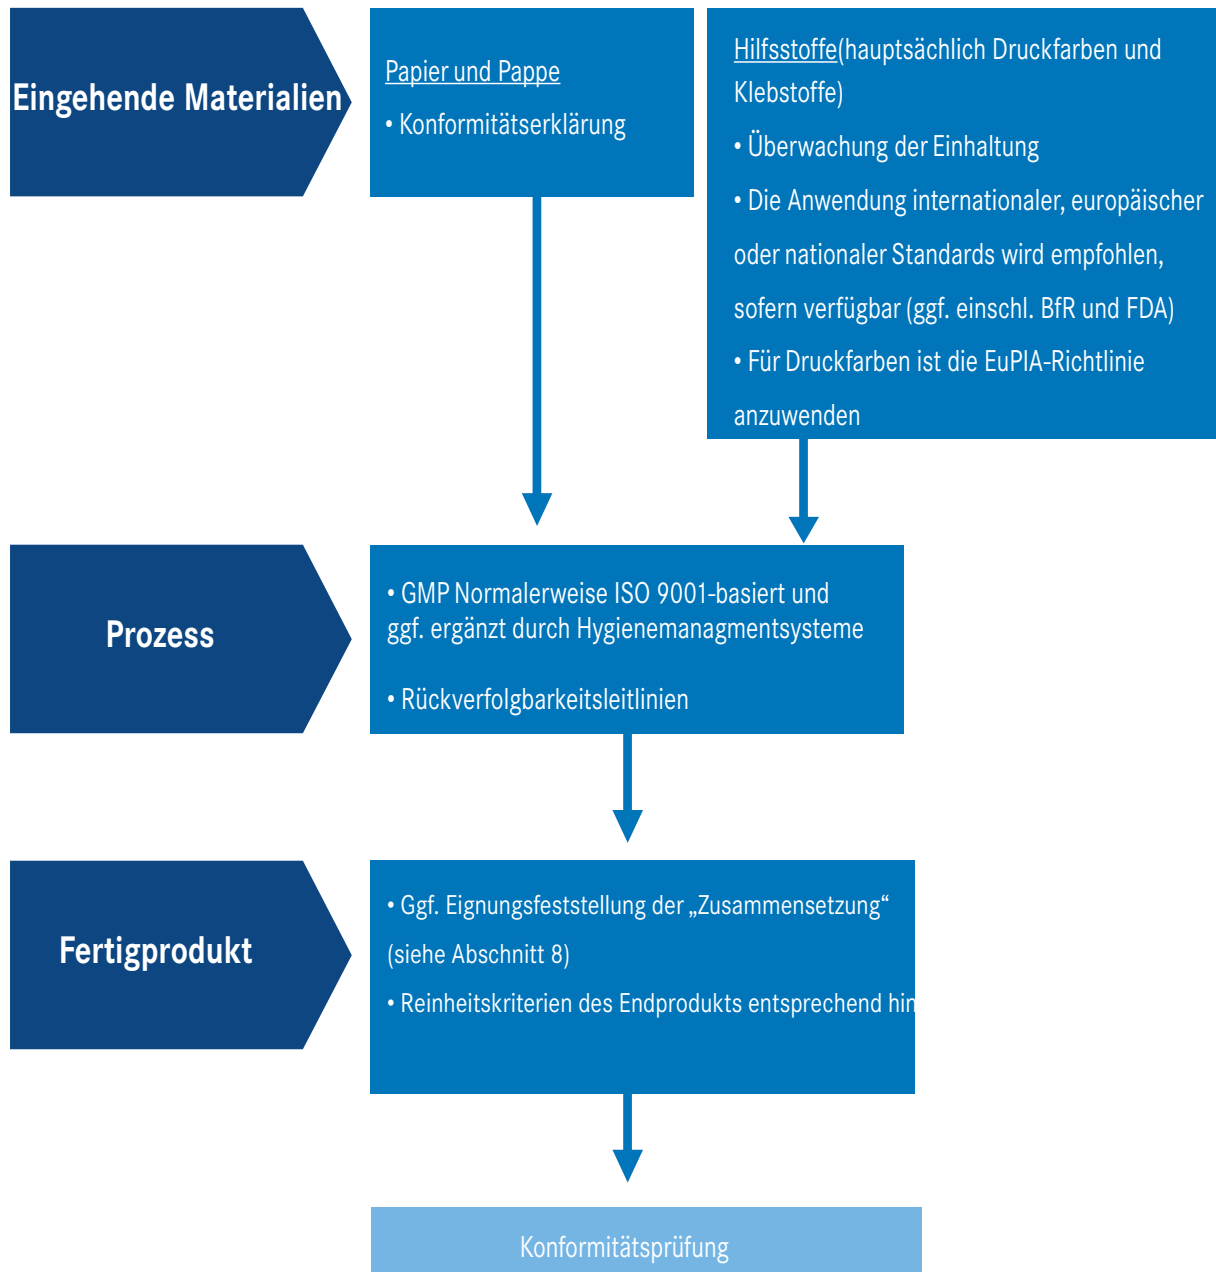 Eingehende Materialien
Papier und Pappe
• Konformitätserklärung
Hilfsstoffe(hauptsächlich Druckfarben und
Klebstoffe)
• Überwachung der Einhaltung
• Die Anwendung internationaler, europäischer
oder nationaler Standards wird empfohlen,
sofern verfügbar (ggf. einschl. BfR und FDA)
• Für Druckfarben ist die EuPIA-Richtlinie
anzuwenden
Prozess
• GMP Normalerweise ISO 9001-basiert und
ggf. ergänzt durch Hygienemanagmentsysteme
• Rückverfolgbarkeitsleitlinien
Fertigprodukt
• Ggf. Eignungsfeststellung der „Zusammensetzung“
(siehe Abschnitt 8)
• Reinheitskriterien des Endprodukts entsprechend hin
Konformitätsprüfung